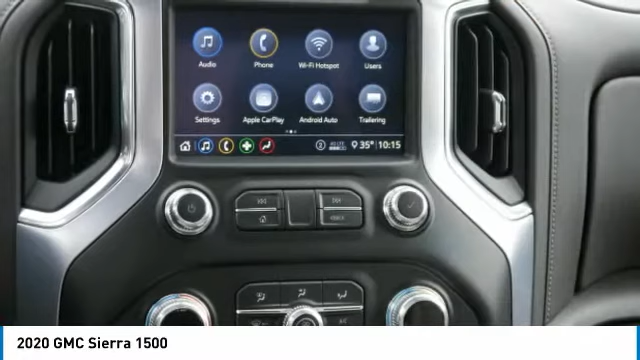 Audio Phone Wi-Fi Hotspot Users
Settings Apple CarPlay Android Auto Trailering
35° 10:15
2020 GMC Sierra 1500